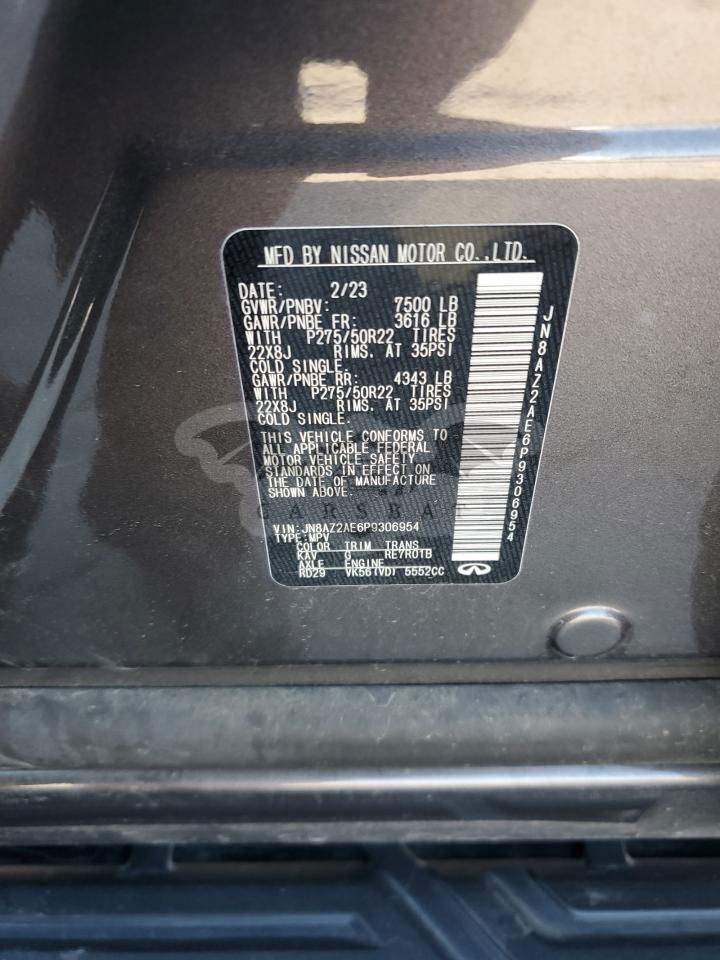 MFD BY NISSAN MOTOR CO.,LTD.
DATE: 2/23
GVWR/PNBV: 7500 LB
GAWR/PNBE FR: 3616 LB
WITH P275/50R22 TIRES
22X8J RIMS. AT 35PSI
COLD SINGLE.
GAWR/PNBE RR: 4343 LB
WITH P275/50R22 TIRES
22X8J RIMS. AT 35PSI
COLD SINGLE.
THIS VEHICLE CONFORMS TO
ALL APPLICABLE FEDERAL
MOTOR VEHICLE SAFETY
STANDARDS IN EFFECT ON
THE DATE OF MANUFACTURE
SHOWN ABOVE.
CARSBAT
VIN:JN8AZ2AE6P9306954
TYPE:MPV
COLOR TRIM TRANS
KAV G RE7R01B
AXLE ENGINE
RD29 VK56(VD) 5552CC
JN8AZ2AE6P9306954